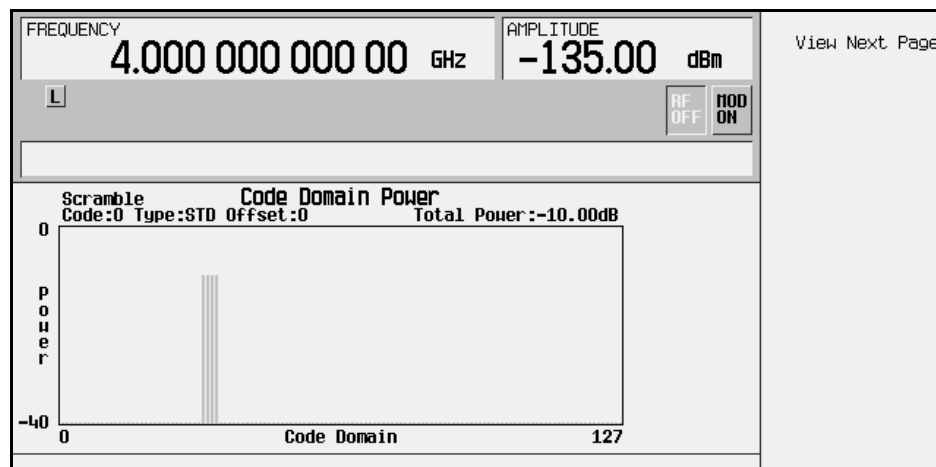 FREQUENCY
4.000 000 000 00 GHz
AMPLITUDE
-135.00 dBm
View Next Page
L
RF
OFF
MOD
ON
Code Domain Power
Scramble
Code:0 Type:STD Offset:0
Total Power:-10.00dB
0
Power
-40
0
Code Domain
127